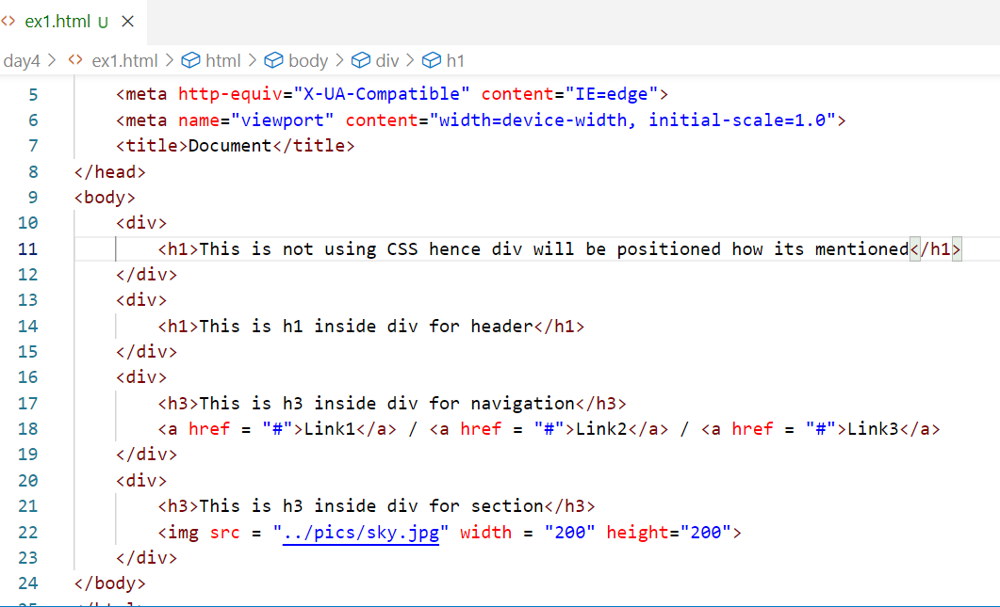 ex1.html U
day4 > ex1.html > html > body > div > h1
5 <meta http-equiv="X-UA-Compatible" content="IE=edge">
6 <meta name="viewport" content="width=device-width, initial-scale=1.0">
7 <title>Document</title>
8 </head>
9 <body>
10 <div>
11 <h1>This is not using CSS hence div will be positioned how its mentioned</h1>
12 </div>
13 <div>
14 <h1>This is h1 inside div for header</h1>
15 </div>
16 <div>
17 <h3>This is h3 inside div for navigation</h3>
18 <a href = "#">Link1</a> / <a href = "#">Link2</a> / <a href = "#">Link3</a>
19 </div>
20 <div>
21 <h3>This is h3 inside div for section</h3>
22 <img src = "../pics/sky.jpg" width = "200" height="200">
23 </div>
24 </body>